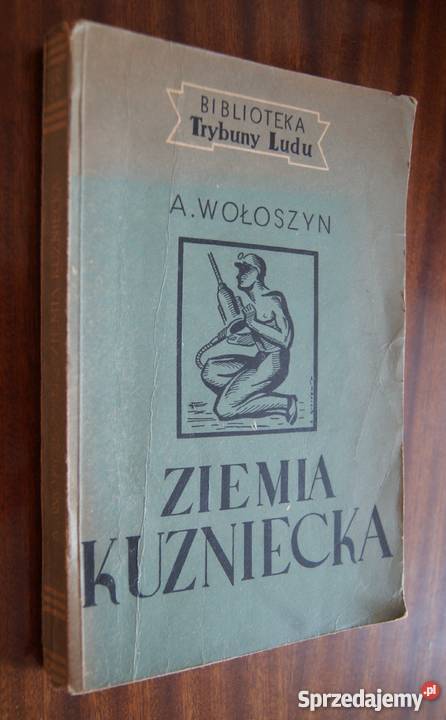 BIBLIOTEKA
Trybuny Ludu
A. WOŁOSZYN
ZIEMIA
KUZNIECKA
Sprzedajemy.pl